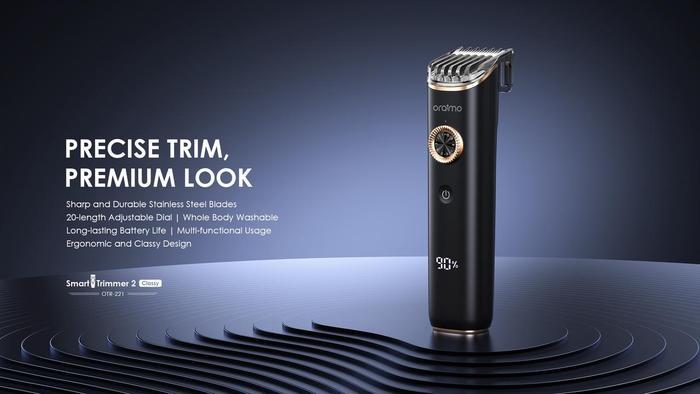 PRECISE TRIM,
PREMIUM LOOK
Sharp and Durable Stainless Steel Blades
20-length Adjustable Dial | Whole Body Washable
Long-lasting Battery Life | Multi-functional Usage
Ergonomic and Classy Design
Smart Trimmer 2 Classy
OTR-221
oraimo
90%